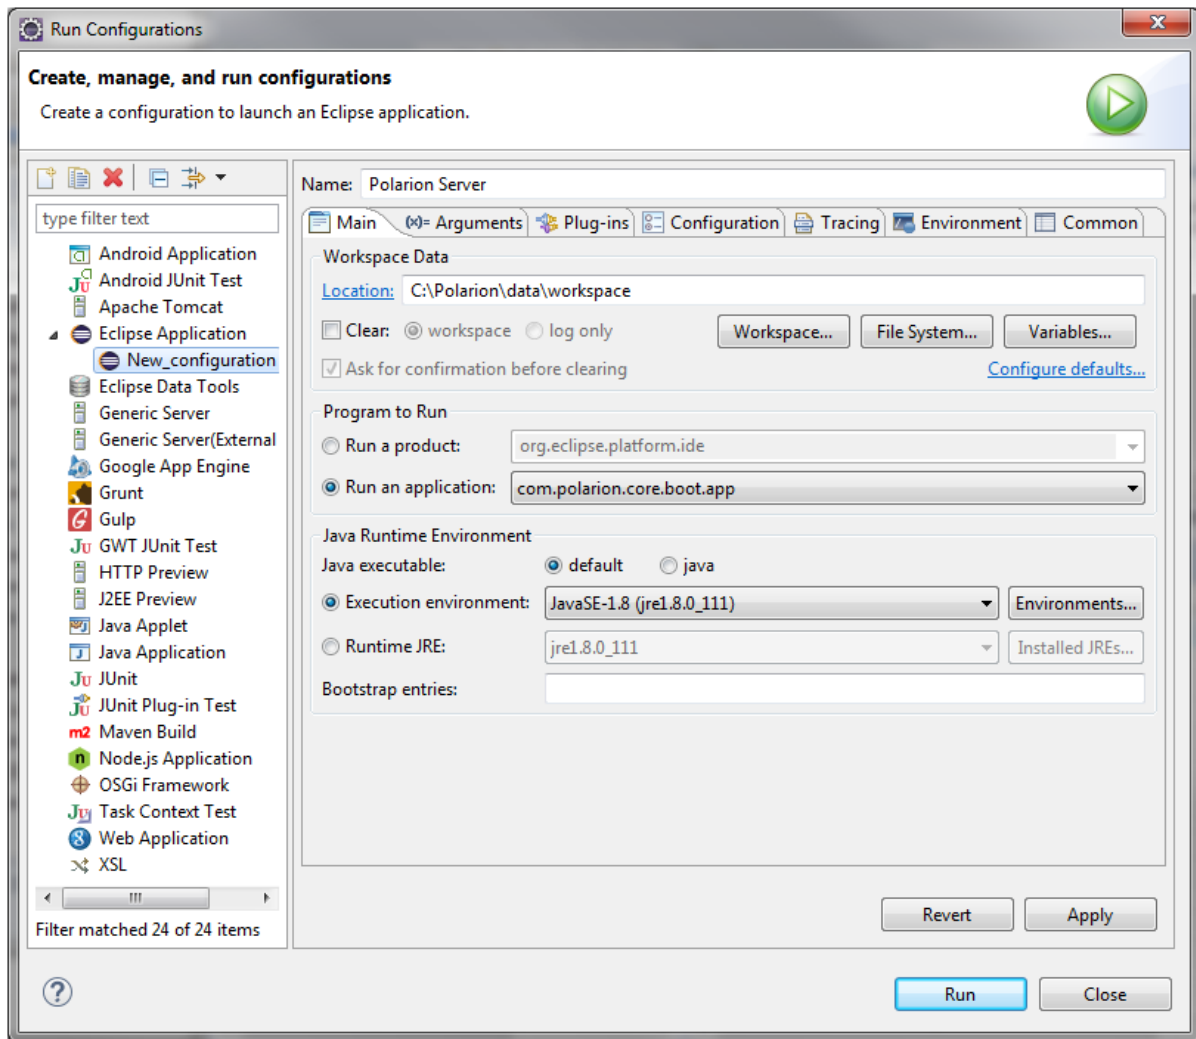 Run Configurations
Create, manage, and run configurations
Create a configuration to launch an Eclipse application.
type filter text
Android Application
Android JUnit Test
Apache Tomcat
Eclipse Application
New_configuration
Eclipse Data Tools
Generic Server
Generic Server(External
Google App Engine
Grunt
Gulp
GWT JUnit Test
HTTP Preview
J2EE Preview
Java Applet
Java Application
JUnit
JUnit Plug-in Test
Maven Build
Node.js Application
OSGi Framework
Task Context Test
Web Application
XSL
Filter matched 24 of 24 items
Name: Polarion Server
Main (x)= Arguments Plug-ins Configuration Tracing Environment Common
Workspace Data
Location: C:\Polarion\data\workspace
Clear: workspace log only Workspace... File System... Variables...
Ask for confirmation before clearing Configure defaults...
Program to Run
Run a product: org.eclipse.platform.ide
Run an application: com.polarion.core.boot.app
Java Runtime Environment
Java executable: default java
Execution environment: JavaSE-1.8 (jre1.8.0_111) Environments...
Runtime JRE: jre1.8.0_111 Installed JREs...
Bootstrap entries:
Revert Apply
Run Close